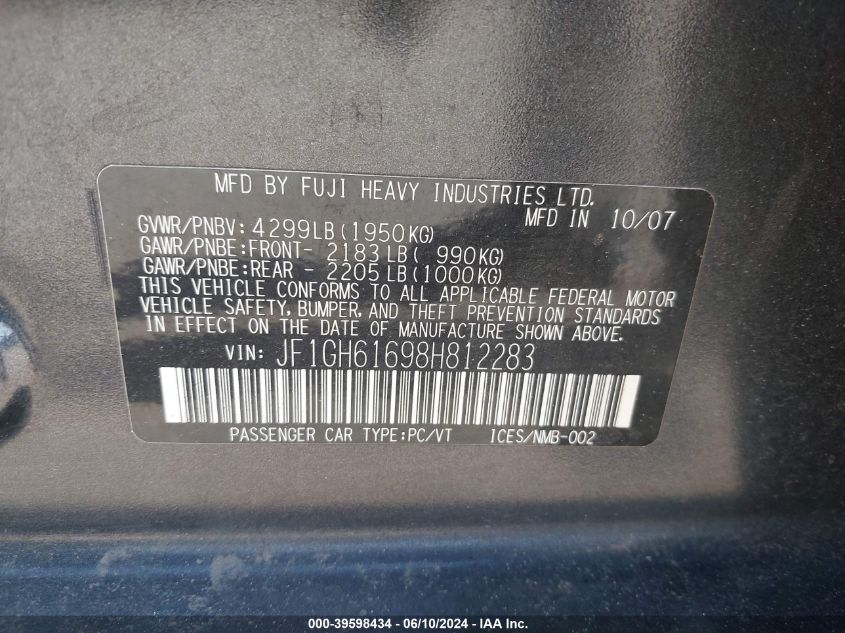 MFD BY FUJI HEAVY INDUSTRIES LTD.
MFD IN 10/07
GVWR/PNBV: 4299LB(1950KG)
GAWR/PNBE:FRONT- 2183LB( 990KG)
GAWR/PNBE:REAR - 2205LB(1000KG)
THIS VEHICLE CONFORMS TO ALL APPLICABLE FEDERAL MOTOR
VEHICLE SAFETY, BUMPER, AND THEFT PREVENTION STANDARDS
IN EFFECT ON THE DATE OF MANUFACTURE SHOWN ABOVE.
VIN: JF1GH61698H812283
PASSENGER CAR TYPE:PC/VT ICES/NMB-002
000-39598434 - 06/10/2024 - IAA, Inc.